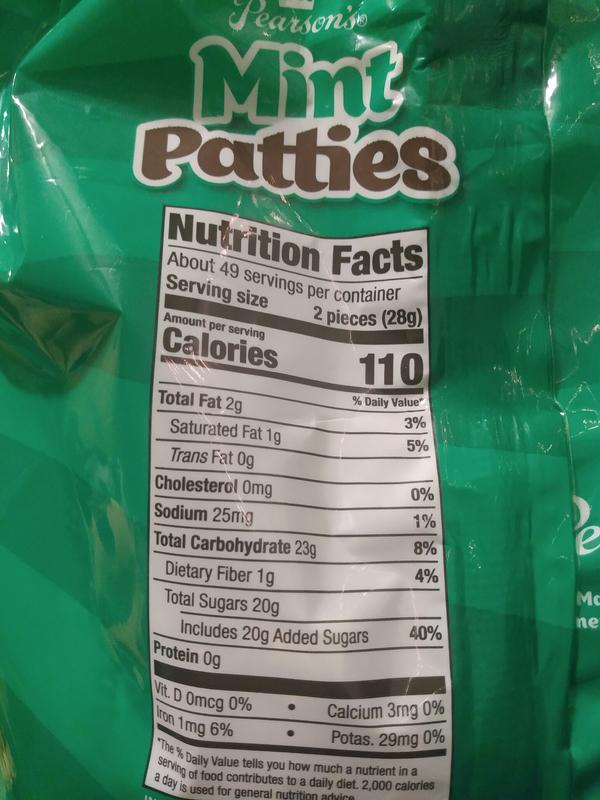 Pearson's®
Mint
Patties
Nutrition Facts
About 49 servings per container
Serving size 2 pieces (28g)
Amount per serving
Calories 110
% Daily Value*
Total Fat 2g 3%
Saturated Fat 1g 5%
Trans Fat 0g
Cholesterol 0mg 0%
Sodium 25mg 1%
Total Carbohydrate 23g 8%
Dietary Fiber 1g 4%
Total Sugars 20g
Includes 20g Added Sugars 40%
Protein 0g
Vit. D 0mcg 0% • Calcium 3mg 0%
Iron 1mg 6% • Potas. 29mg 0%
*The % Daily Value tells you how much a nutrient in a
serving of food contributes to a daily diet. 2,000 calories
a day is used for general nutrition advice.